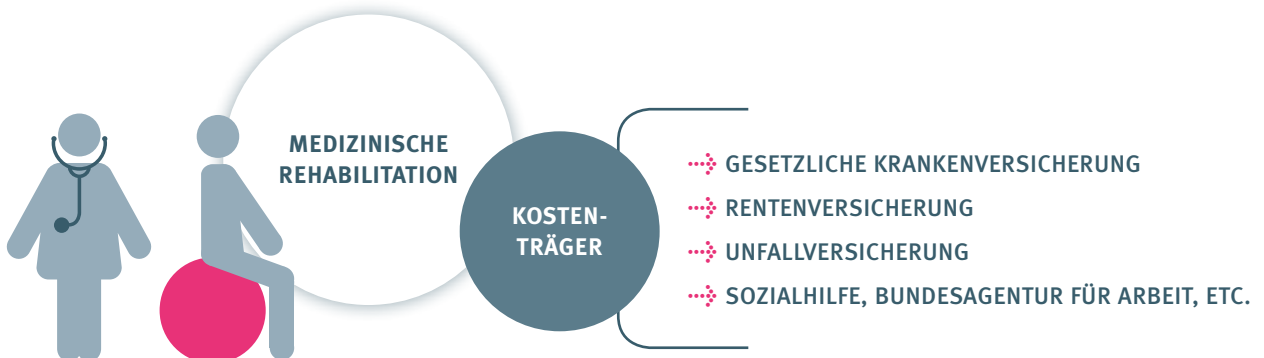 MEDIZINISCHE
REHABILITATION
KOSTEN-
TRÄGER
GESETZLICHE KRANKENVERSICHERUNG
RENTENVERSICHERUNG
UNFALLVERSICHERUNG
SOZIALHILFE, BUNDESAGENTUR FÜR ARBEIT, ETC.